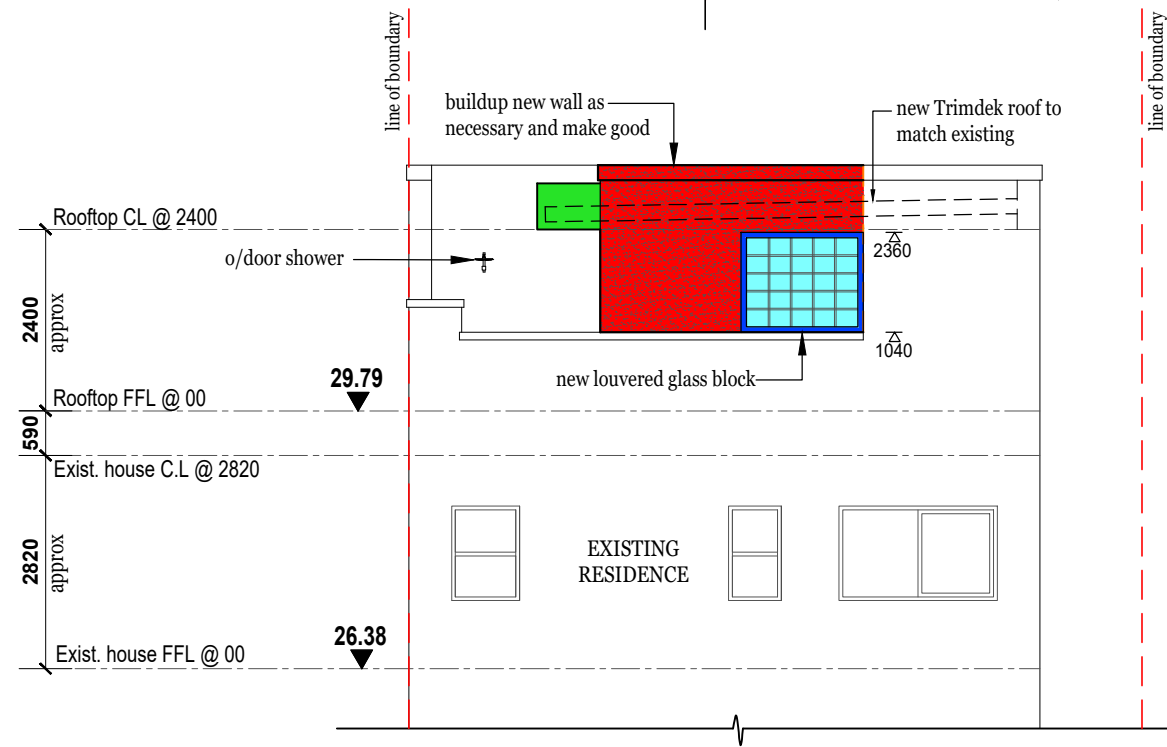 line of boundary
line of boundary
buildup new wall as
necessary and make good
new Trimdek roof to
match existing
Rooftop CL @ 2400
o/door shower
2360
2400
approx
1040
new louvered glass block
29.79
Rooftop FFL @ 00
590
Exist. house C.L @ 2820
EXISTING
RESIDENCE
2820
approx
26.38
Exist. house FFL @ 00